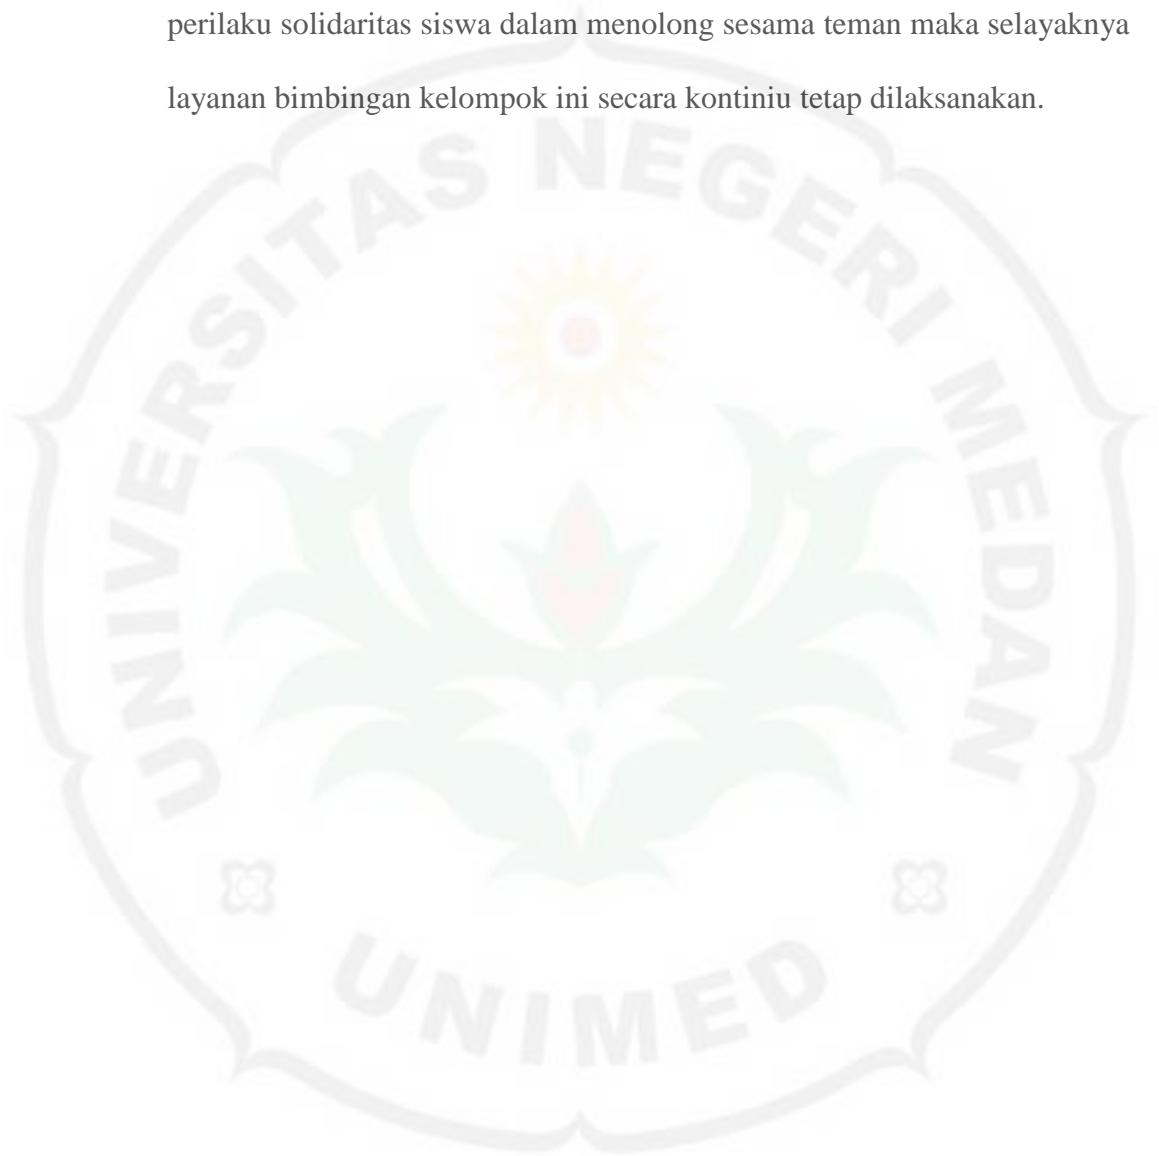 perilaku solidaritas siswa dalam menolong sesama teman maka selayaknya
layanan bimbingan kelompok ini secara kontiniu tetap dilaksanakan.
UNIVERSITAS NEGERI MEDAN
UNIMED